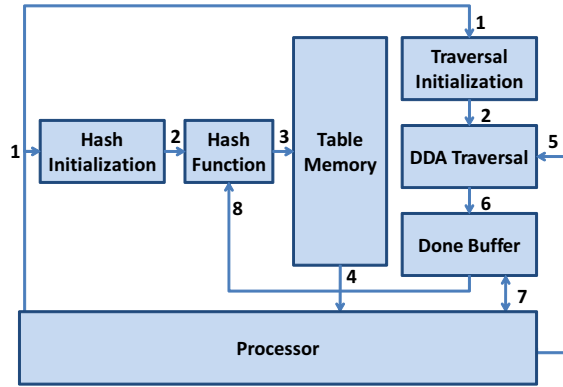 1
Traversal
Initialization
2
1
Hash
Initialization
2
Hash
Function
3
Table
Memory
DDA Traversal
5
8
6
Done Buffer
4
7
Processor